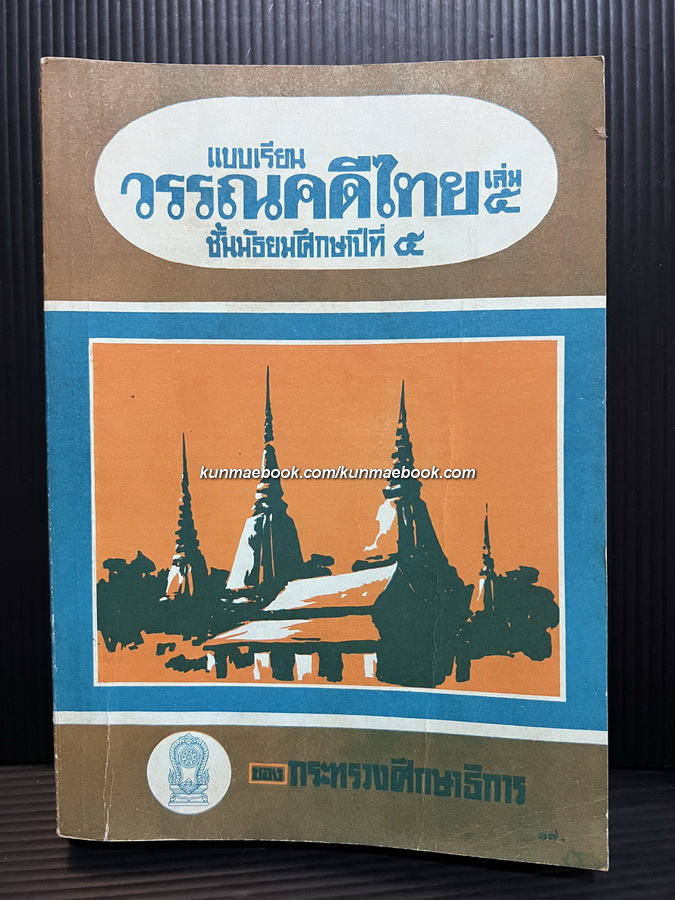 แบบเรียน
วรรณคดีไทย เล่ม ๕
ชั้นมัธยมศึกษาปีที่ ๕
kunmaebook.com/kunmaebook.com
ของ กระทรวงศึกษาธิการ
๑๗.